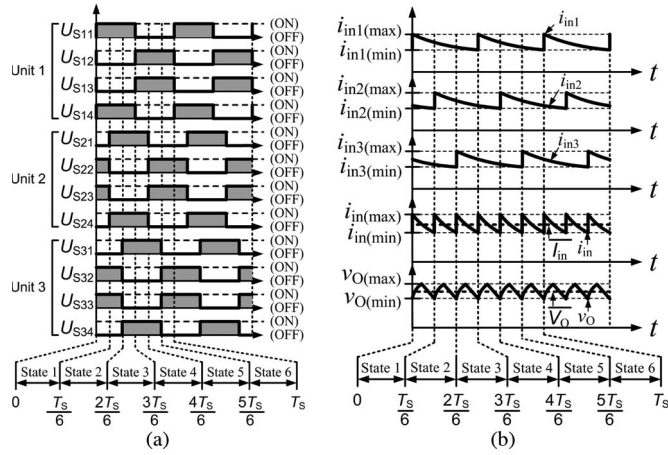 Unit 1
U_S11 (ON) (OFF)
U_S12 (ON) (OFF)
U_S13 (ON) (OFF)
U_S14 (ON) (OFF)
Unit 2
U_S21 (ON) (OFF)
U_S22 (ON) (OFF)
U_S23 (ON) (OFF)
U_S24 (ON) (OFF)
Unit 3
U_S31 (ON) (OFF)
U_S32 (ON) (OFF)
U_S33 (ON) (OFF)
U_S34 (ON) (OFF)
State 1 State 2 State 3 State 4 State 5 State 6
0 T_S/6 2T_S/6 3T_S/6 4T_S/6 5T_S/6 T_S
(a)
i_in1(max) i_in1
i_in1(min)
t
i_in2(max) i_in2
i_in2(min)
t
i_in3(max) i_in3
i_in3(min)
t
i_in(max)
i_in(min) I_in i_in
t
v_O(max)
v_O(min) V_O v_O
t
State 1 State 2 State 3 State 4 State 5 State 6
0 T_S/6 2T_S/6 3T_S/6 4T_S/6 5T_S/6 T_S
(b)